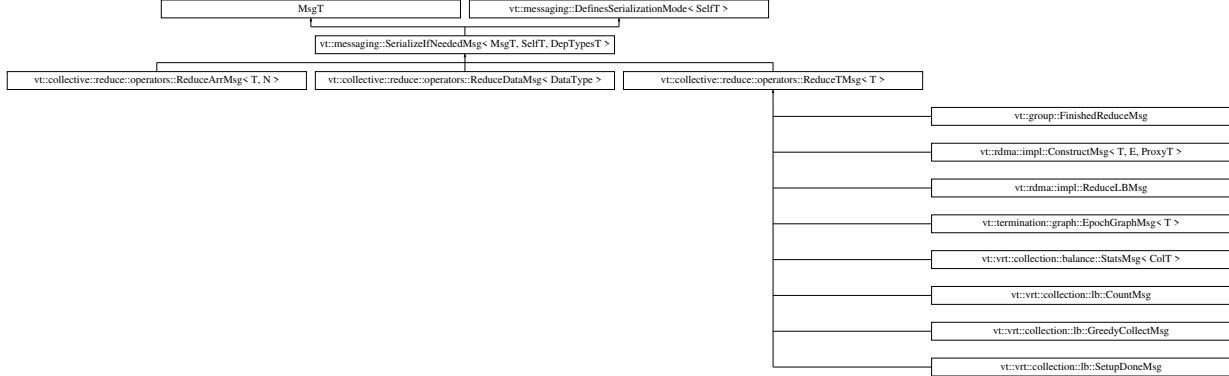 MsgT
vt::messaging::DefinesSerializationMode< SelfT >
vt::messaging::SerializeIfNeededMsg< MsgT, SelfT, DepTypesT >
vt::collective::reduce::operators::ReduceArrMsg< T, N >
vt::collective::reduce::operators::ReduceDataMsg< DataType >
vt::collective::reduce::operators::ReduceTMsg< T >
vt::group::FinishedReduceMsg
vt::rdma::impl::ConstructMsg< T, E, ProxyT >
vt::rdma::impl::ReduceLBMsg
vt::termination::graph::EpochGraphMsg< T >
vt::vrt::collection::balance::StatsMsg< ColT >
vt::vrt::collection::lb::CountMsg
vt::vrt::collection::lb::GreedyCollectMsg
vt::vrt::collection::lb::SetupDoneMsg